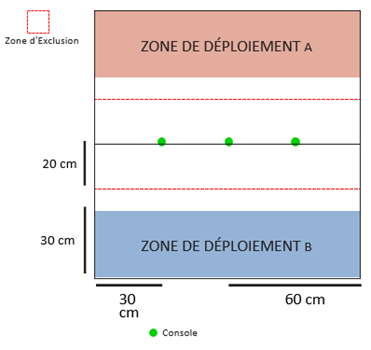 Zone d'Exclusion
ZONE DE DÉPLOIEMENT A
20 cm
30 cm
ZONE DE DÉPLOIEMENT B
30
cm
60 cm
Console